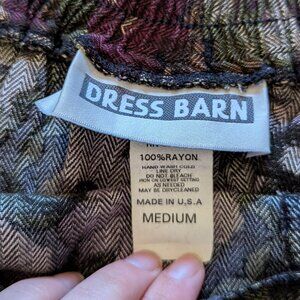 DRESS BARN
100%RAYON
HAND WASH COLD
LINE DRY
DO NOT BLEACH
IRON ON LOWEST SETTING
AS NEEDED
MAY BE DRYCLEANED
MADE IN U.S.A
MEDIUM